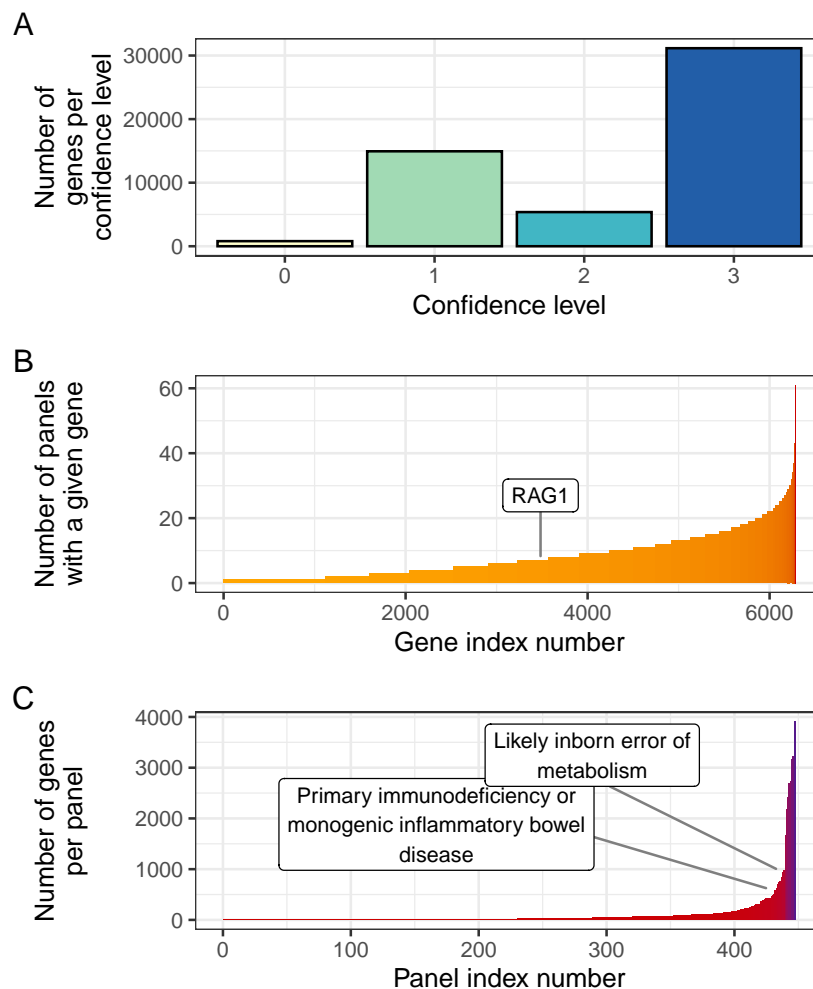 A
Number of
genes per
confidence level
30000
20000
10000
0
0 1 2 3
Confidence level
B
Number of panels
with a given gene
60
40
20
0
RAG1
0 2000 4000 6000
Gene index number
C
Number of genes
per panel
4000
3000
2000
1000
0
Likely inborn error of
metabolism
Primary immunodeficiency or
monogenic inflammatory bowel
disease
0 100 200 300 400
Panel index number